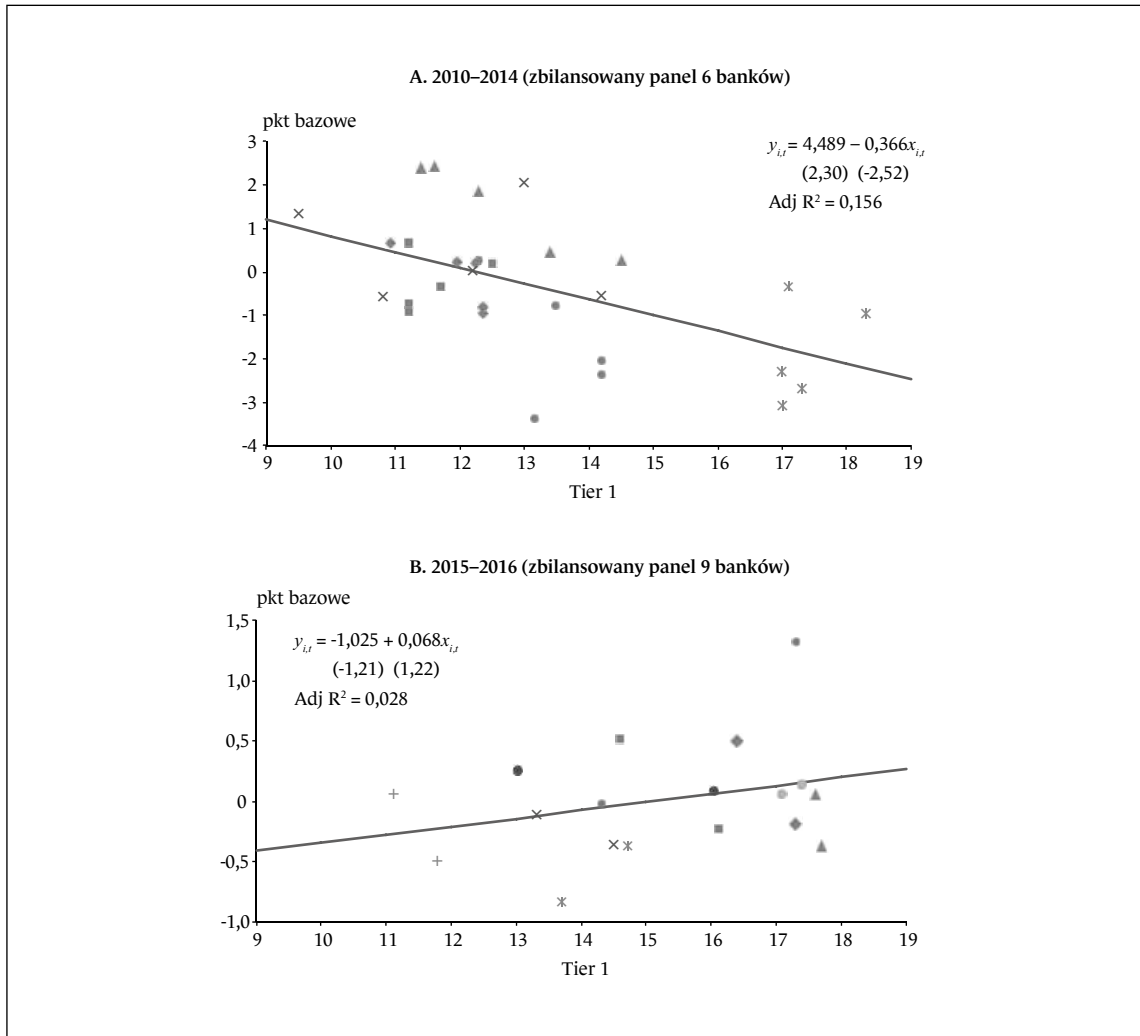 A. 2010–2014 (zbilansowany panel 6 banków)
pkt bazowe
y_{i,t} = 4,489 − 0,366x_{i,t}
(2,30) (-2,52)
Adj R² = 0,156
3
2
1
0
-1
-2
-3
-4
9 10 11 12 13 14 15 16 17 18 19
Tier 1
B. 2015–2016 (zbilansowany panel 9 banków)
pkt bazowe
y_{i,t} = -1,025 + 0,068x_{i,t}
(-1,21) (1,22)
Adj R² = 0,028
1,5
1,0
0,5
0
-0,5
-1,0
9 10 11 12 13 14 15 16 17 18 19
Tier 1